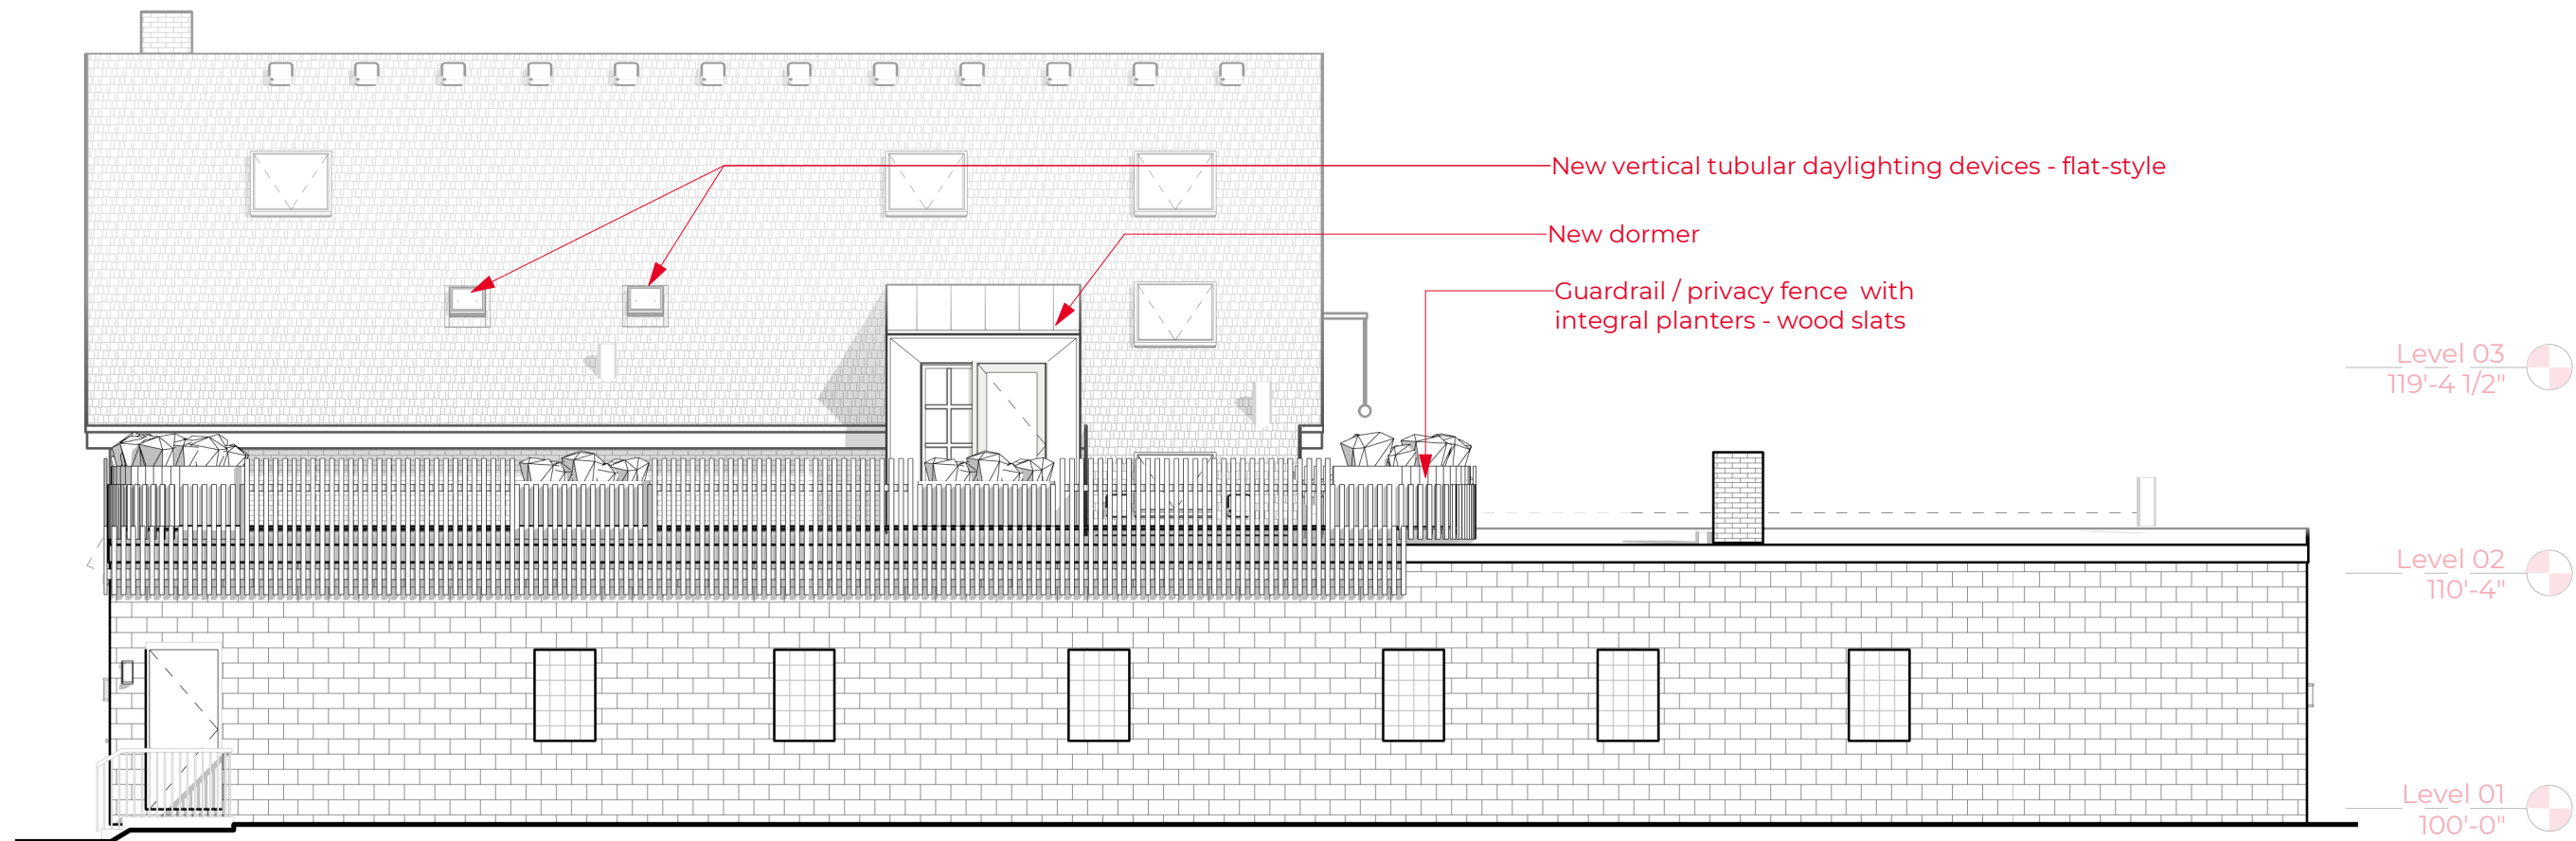 New vertical tubular daylighting devices - flat-style
New dormer
Guardrail / privacy fence with
integral planters - wood slats
Level 03
119'-4 1/2"
Level 02
110'-4"
Level 01
100'-0"